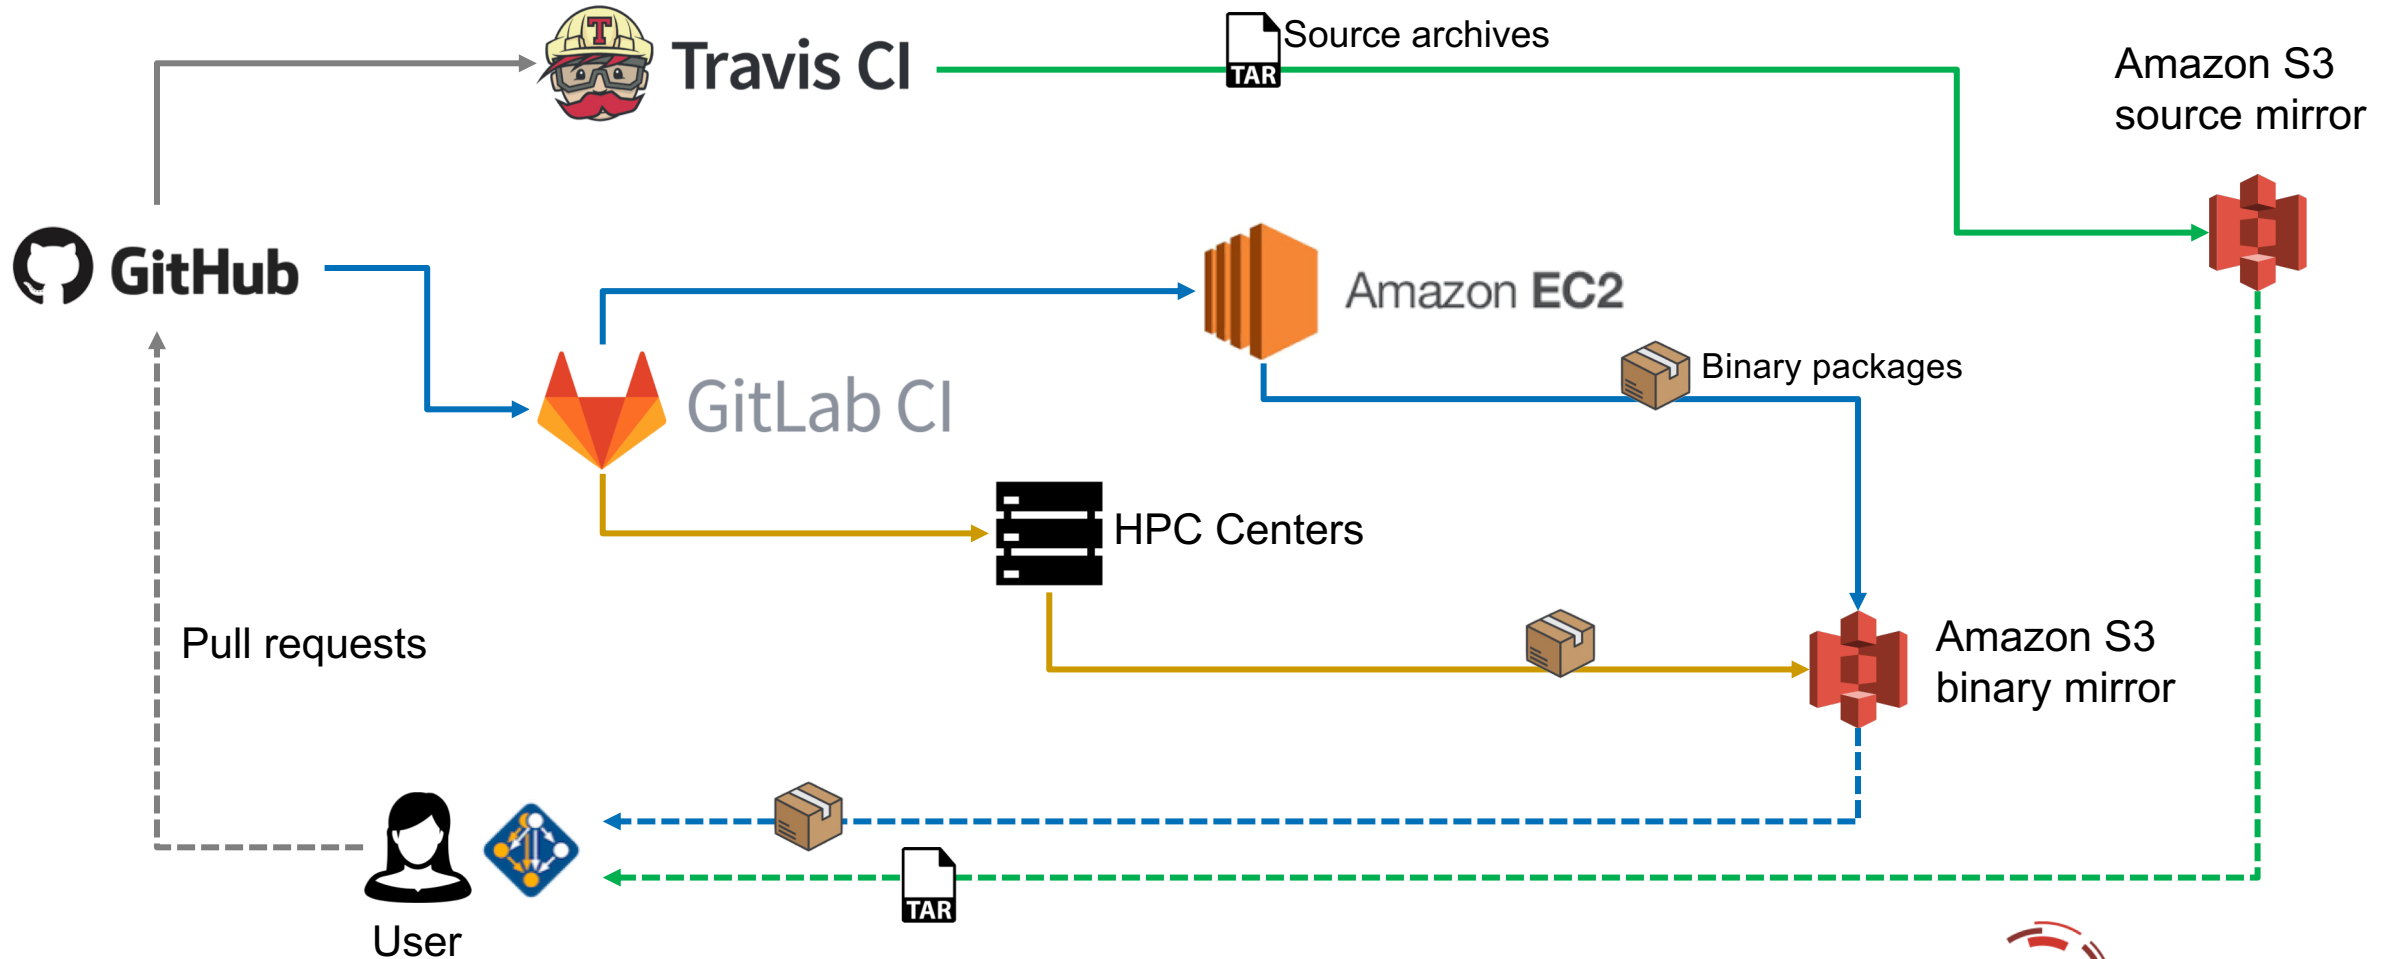 Travis CI
TAR
Source archives
Amazon S3
source mirror
GitHub
Amazon EC2
Binary packages
GitLab CI
HPC Centers
Pull requests
Amazon S3
binary mirror
TAR
User